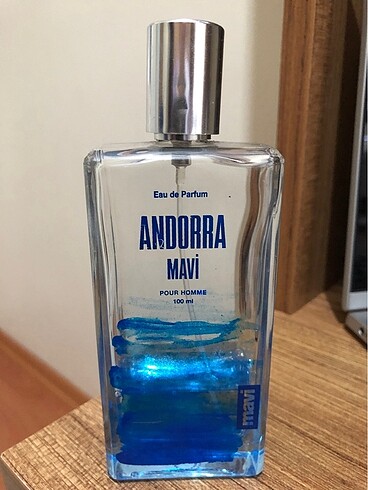 Eau de Parfum
ANDORRA
MAVİ
POUR HOMME
100 ml
mavi